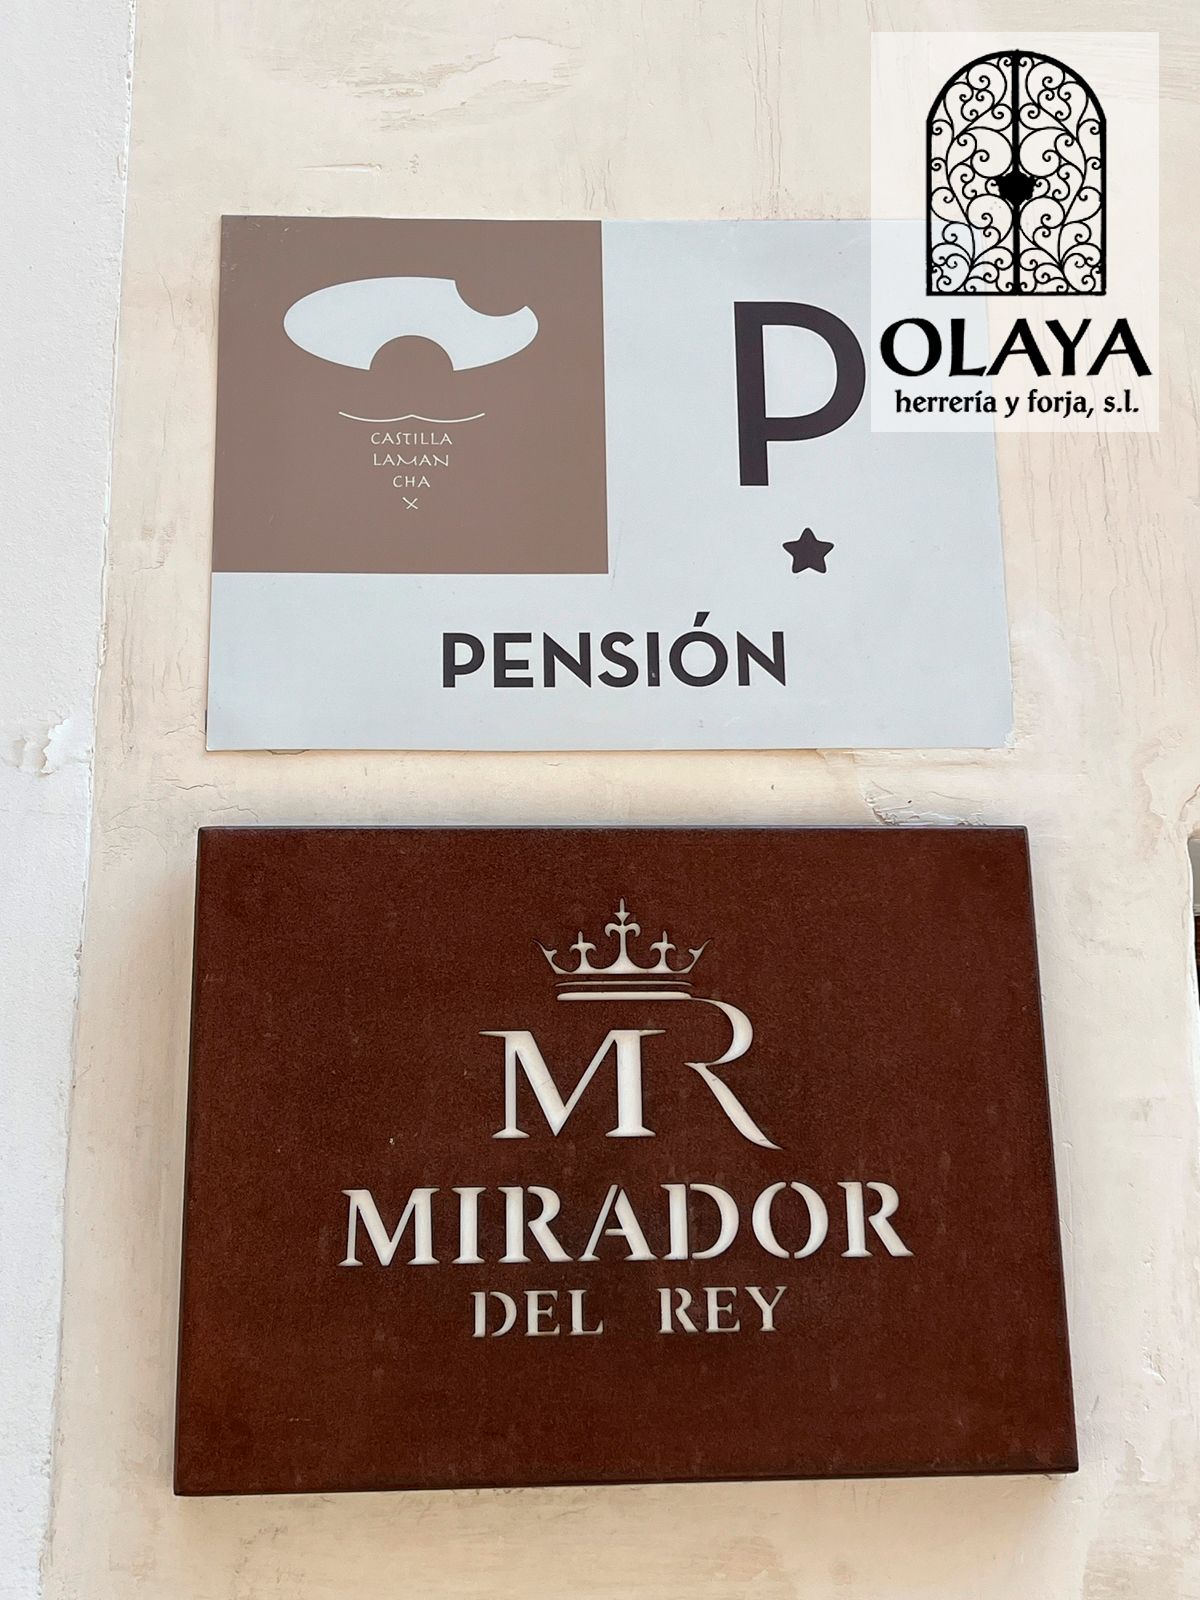 OLAYA
herrería y forja, s.l.
P
CASTILLA
LAMAN
CHA
X
PENSIÓN
MR
MIRADOR
DEL REY